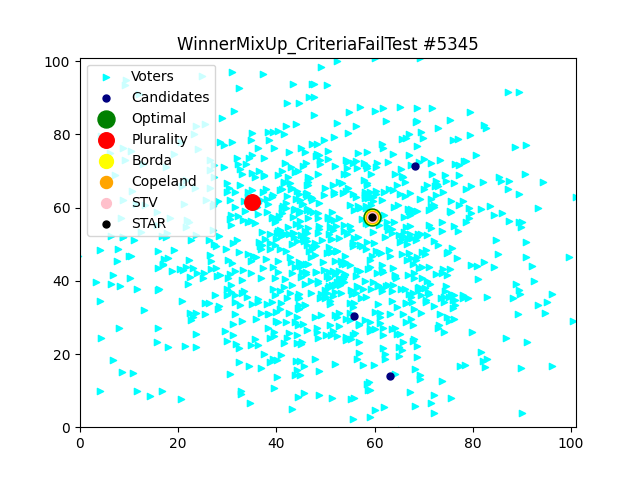 WinnerMixUp_CriteriaFailTest #5345
100
80
60
40
20
0
0
20
40
60
80
100
Voters
Candidates
Optimal
Plurality
Borda
Copeland
STV
STAR